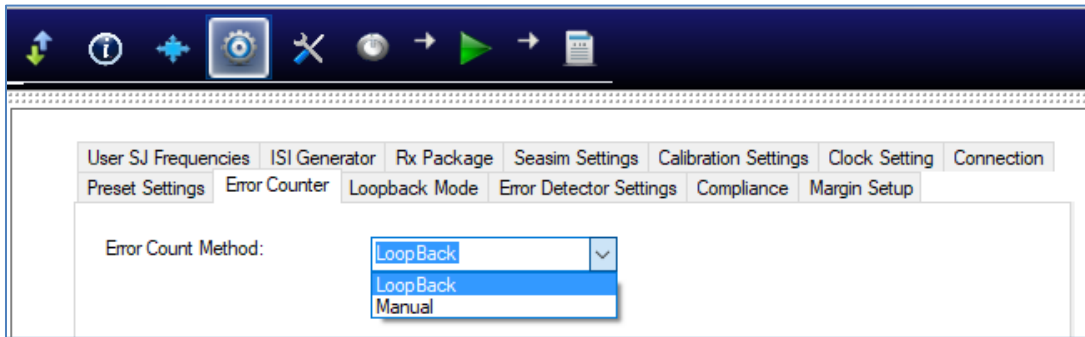 User SJ Frequencies ISI Generator Rx Package Seasim Settings Calibration Settings Clock Setting Connection
Preset Settings Error Counter Loopback Mode Error Detector Settings Compliance Margin Setup
Error Count Method:
LoopBack
LoopBack
Manual